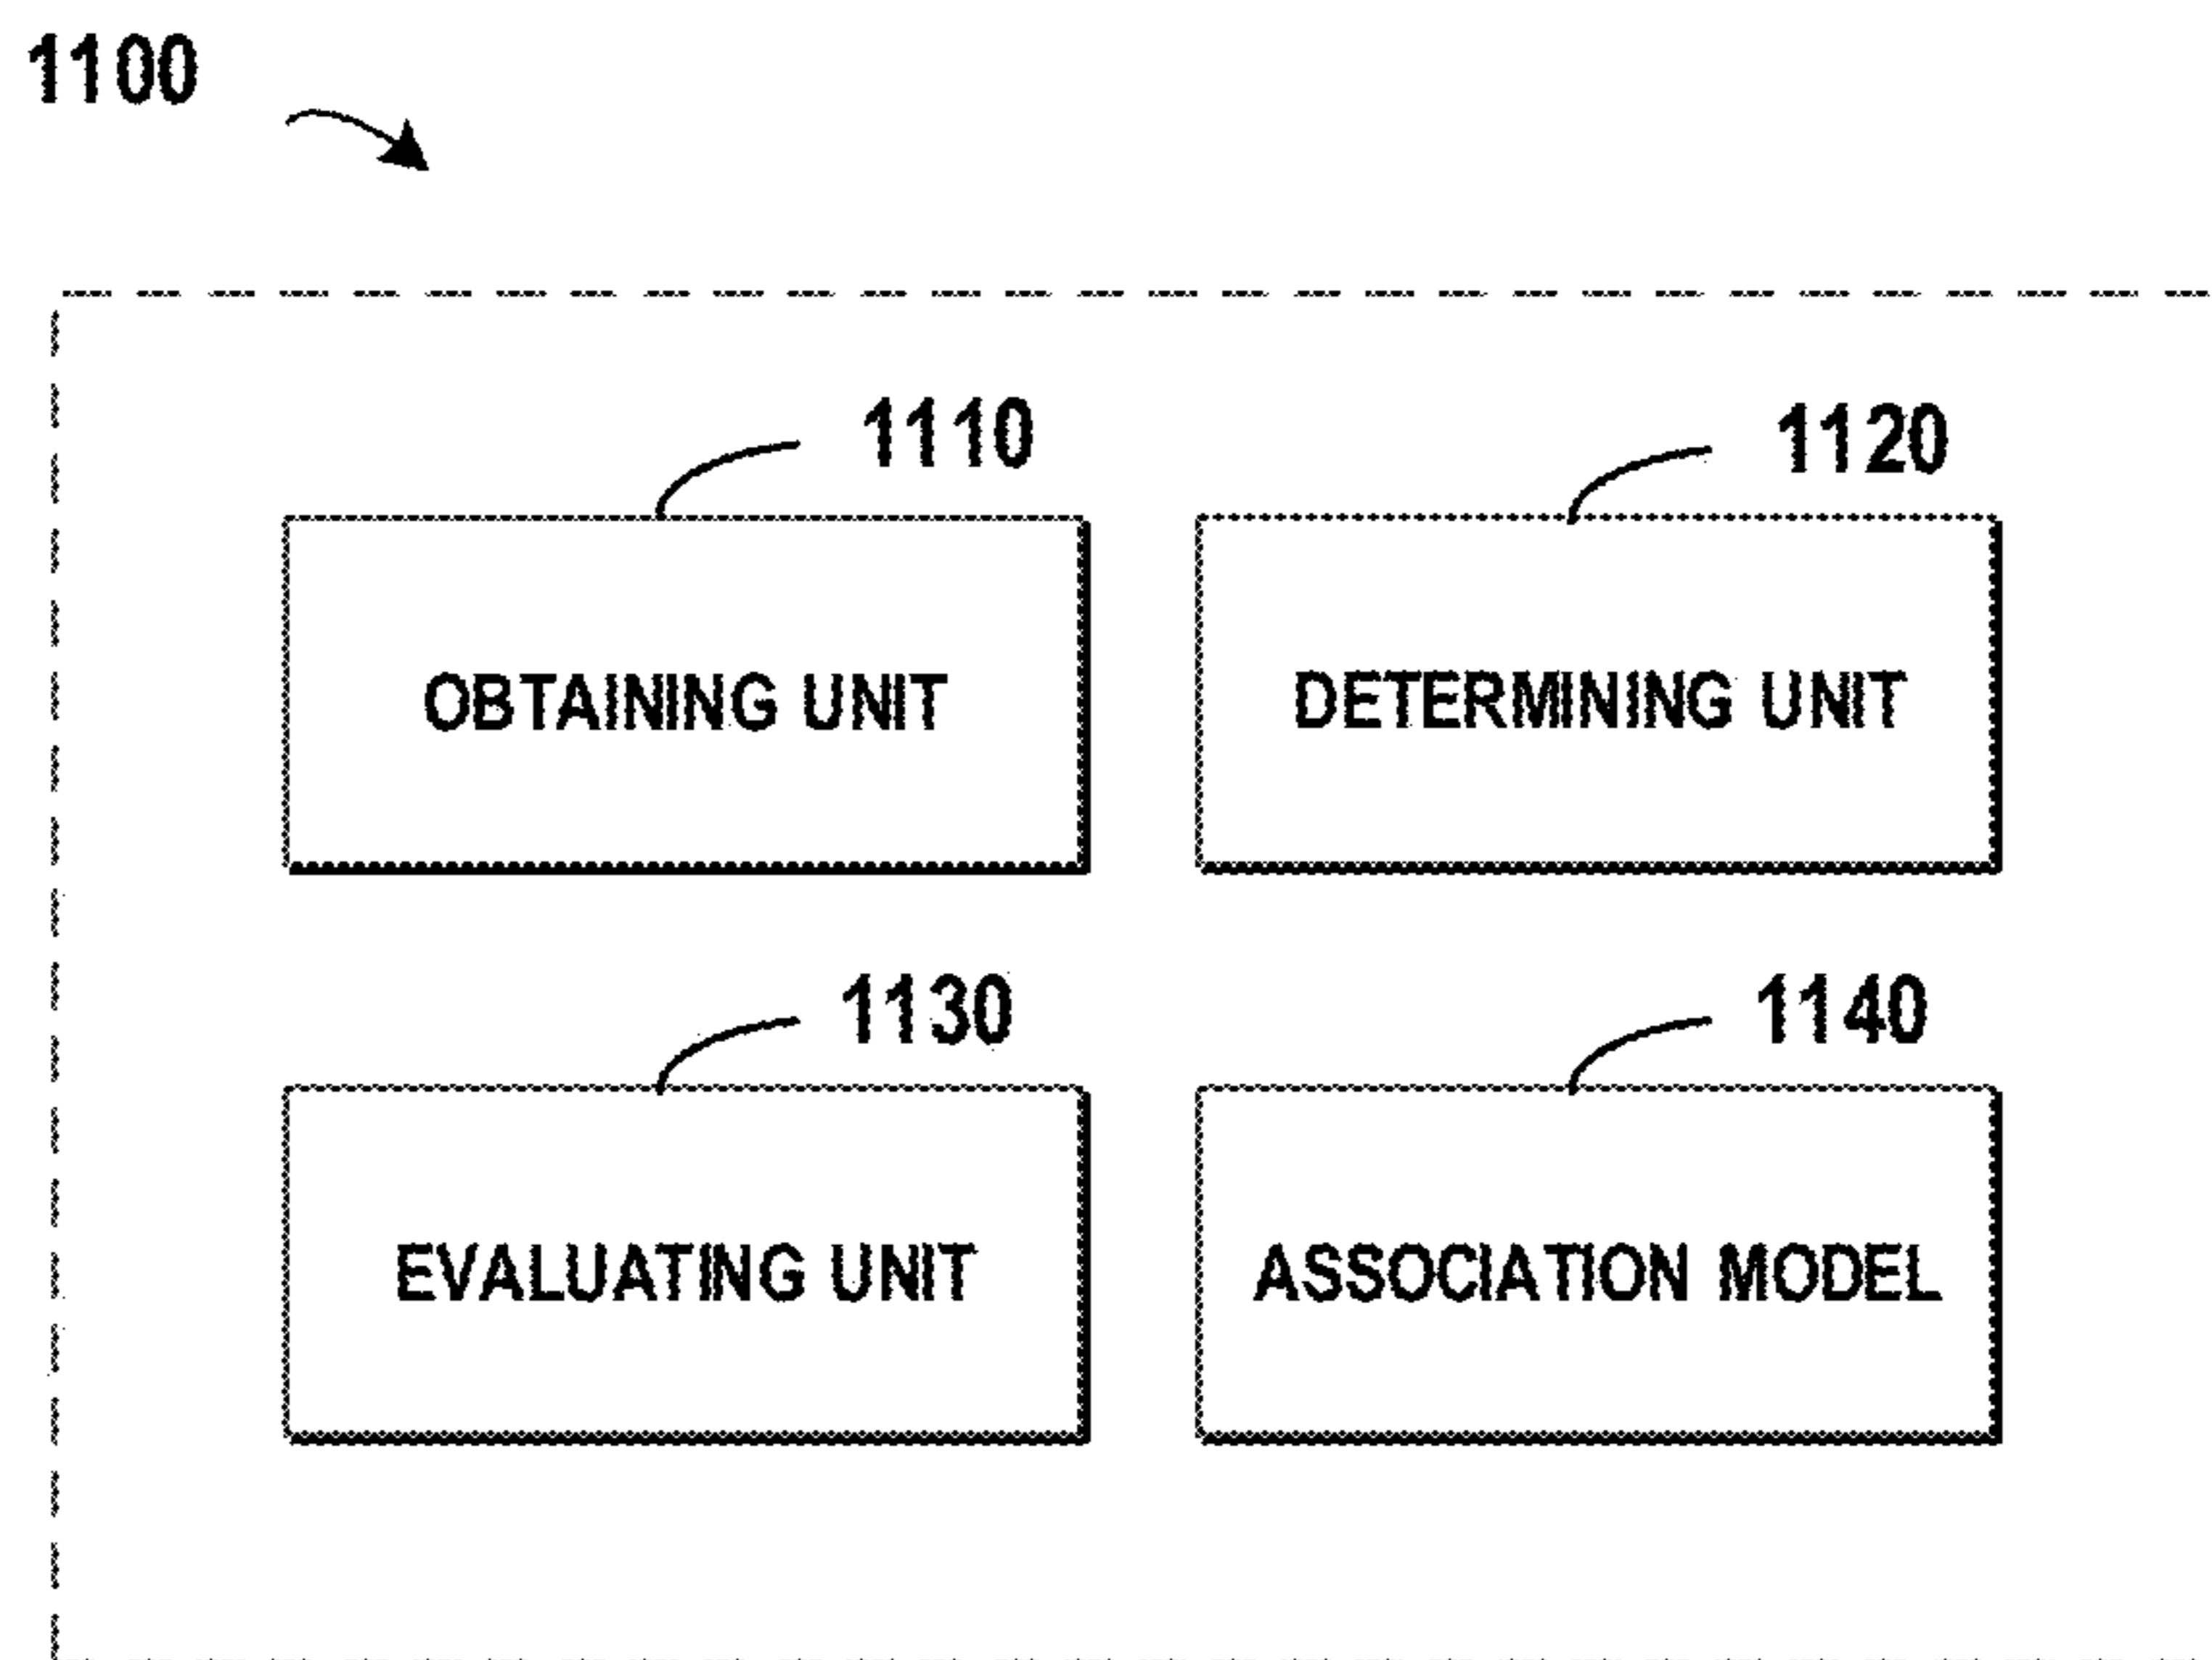 1100
1110
1120
OBTAINING UNIT
DETERMINING UNIT
1130
1140
EVALUATING UNIT
ASSOCIATION MODEL